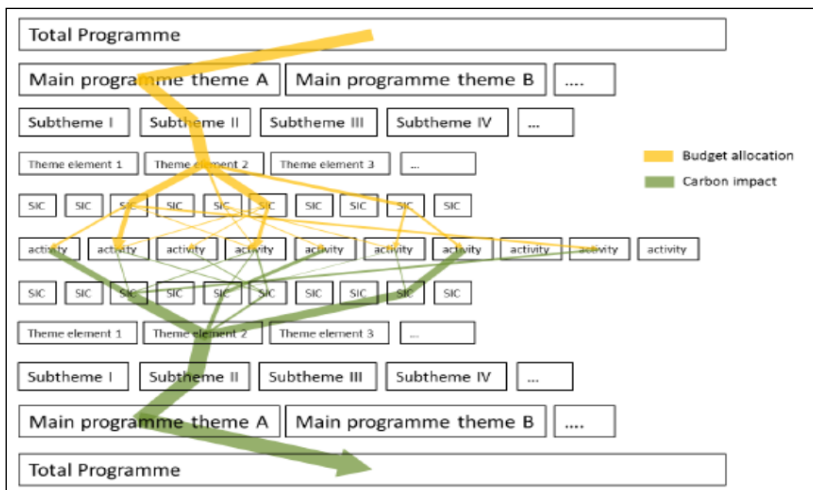 Total Programme
Main programme theme A Main programme theme B ....
Subtheme I Subtheme II Subtheme III Subtheme IV ...
Theme element 1 Theme element 2 Theme element 3 ...
Budget allocation
Carbon impact
SIC SIC SIC SIC SIC SIC SIC SIC SIC SIC
activity activity activity activity activity activity activity activity activity activity
SIC SIC SIC SIC SIC SIC SIC SIC SIC SIC
Theme element 1 Theme element 2 Theme element 3 ...
Subtheme I Subtheme II Subtheme III Subtheme IV ...
Main programme theme A Main programme theme B ....
Total Programme